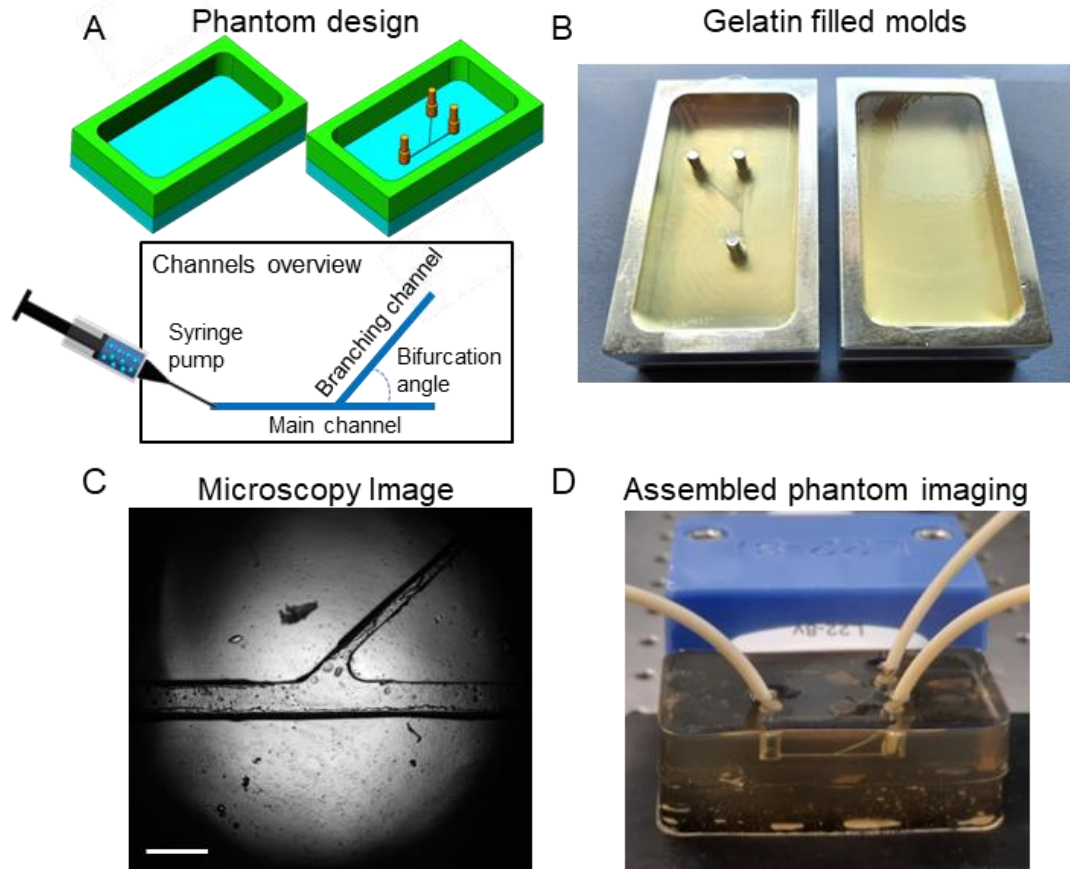 A
Phantom design
B
Gelatin filled molds
Channels overview
Syringe
pump
Branching channel
Bifurcation
angle
Main channel
C
Microscopy Image
D
Assembled phantom imaging
L22-8v